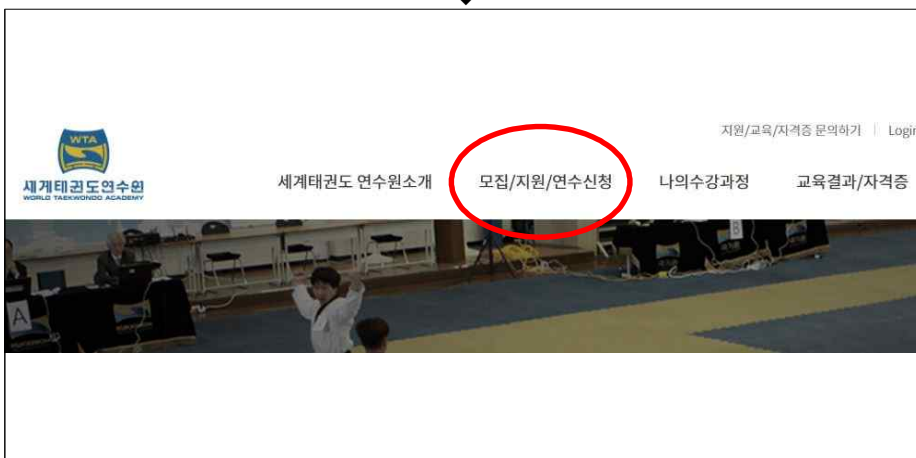 지원/교육/자격증 문의하기 Login
WTA
세계태권도연수원
WORLD TAEKWONDO ACADEMY
세계태권도 연수원소개 모집/지원/연수신청 나의수강과정 교육결과/자격증
B
A